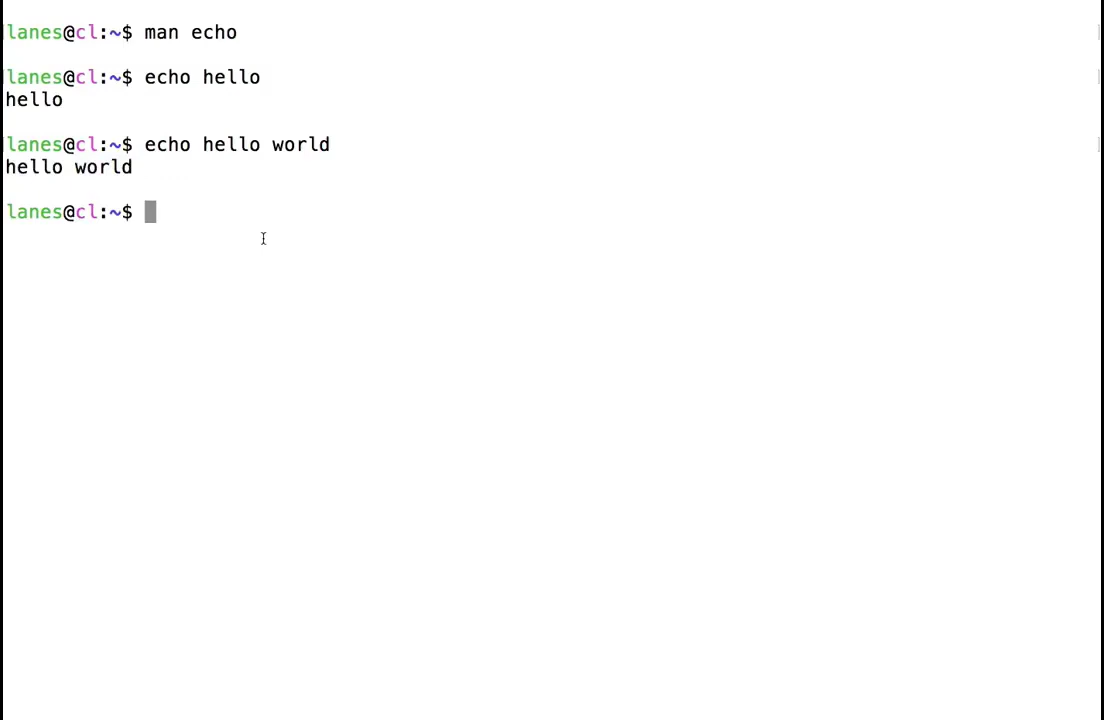 lanes@cl:~$ man echo
lanes@cl:~$ echo hello
hello
lanes@cl:~$ echo hello world
hello world
lanes@cl:~$